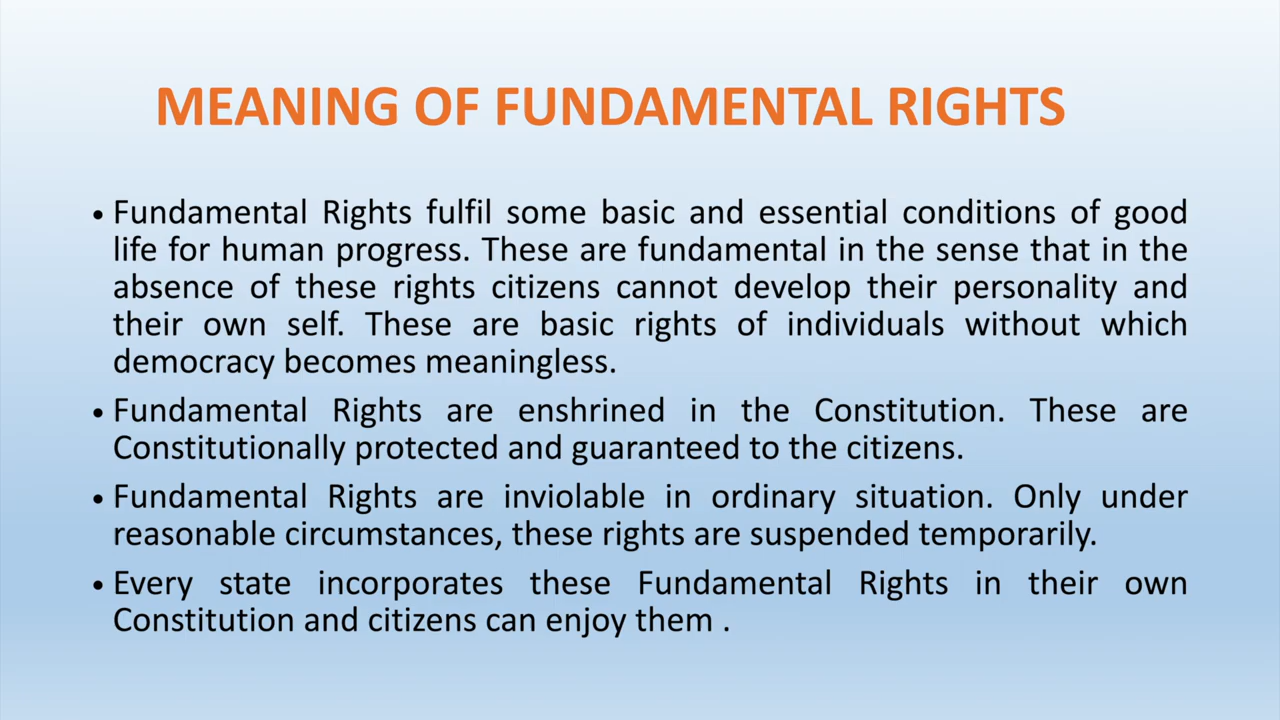 MEANING OF FUNDAMENTAL RIGHTS
• Fundamental Rights fulfil some basic and essential conditions of good
life for human progress. These are fundamental in the sense that in the
absence of these rights citizens cannot develop their personality and
their own self. These are basic rights of individuals without which
democracy becomes meaningless.
• Fundamental Rights are enshrined in the Constitution. These are
Constitutionally protected and guaranteed to the citizens.
• Fundamental Rights are inviolable in ordinary situation. Only under
reasonable circumstances, these rights are suspended temporarily.
• Every state incorporates these Fundamental Rights in their own
Constitution and citizens can enjoy them .